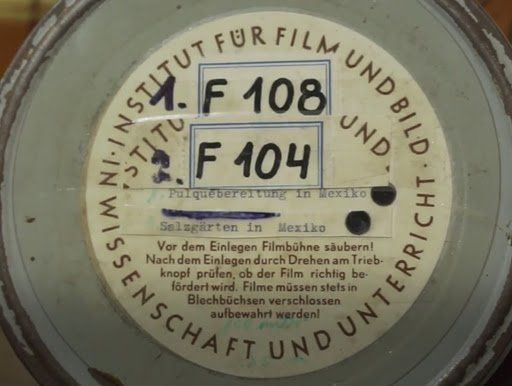 INSTITUT FÜR FILM UND BILD · IN WISSENSCHAFT UND UNTERRICHT ·
1. F 108
STITU
UND
2. F 104
Pulquebereitung in Mexiko
Salzgärten in Mexiko
Vor dem Einlegen Filmbühne säubern!
Nach dem Einlegen durch Drehen am Trieb-
knopf prüfen, ob der Film richtig be-
fördert wird. Filme müssen stets in
Blechbüchsen verschlossen
aufbewahrt werden!